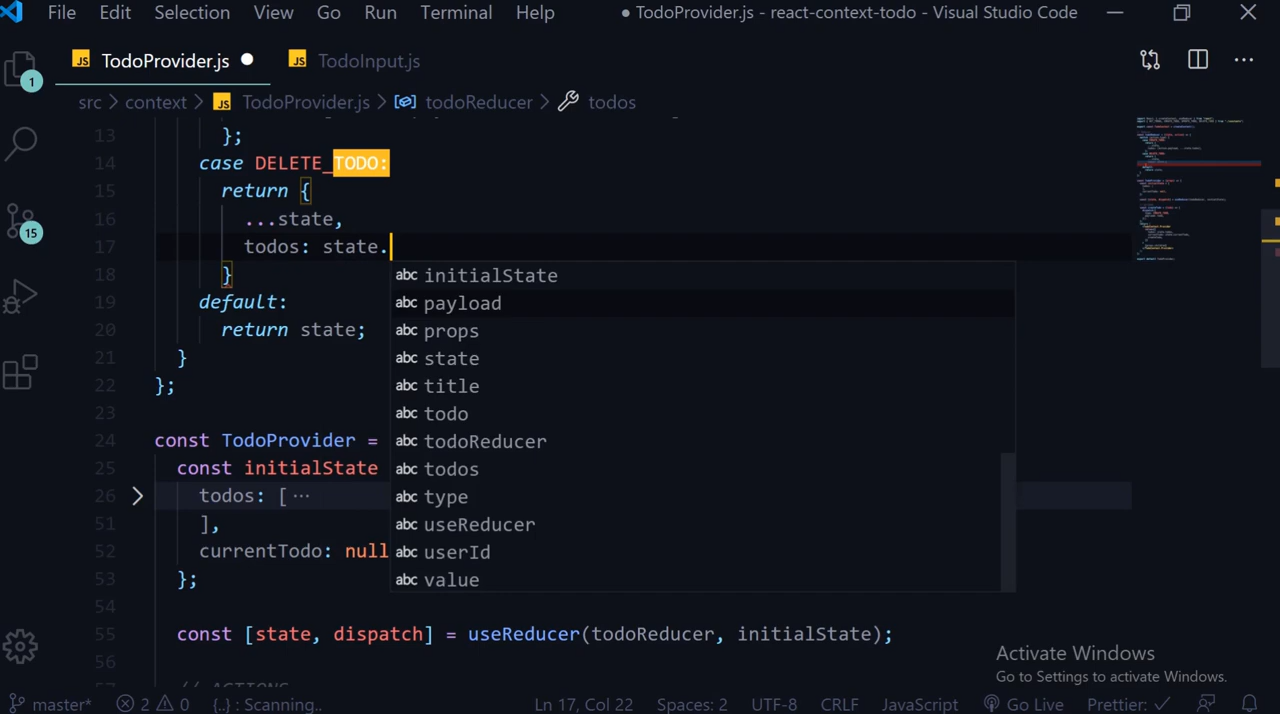 File Edit Selection View Go Run Terminal Help ● TodoProvider.js - react-context-todo - Visual Studio Code
JS TodoProvider.js ● JS TodoInput.js
1
src > context > JS TodoProvider.js > todoReducer > todos
13 };
14 case DELETE_TODO:
15 return {
16 ...state,
15
17 todos: state.
18 }
abc initialState
19 default:
abc payload
20 return state;
abc props
21 }
abc state
22 };
abc title
23
abc todo
24 const TodoProvider =
abc todoReducer
25 const initialState
abc todos
26 > todos: [ ···
abc type
51 ],
abc useReducer
52 currentTodo: null
abc userId
53 };
abc value
54
55 const [state, dispatch] = useReducer(todoReducer, initialState);
56
Activate Windows
Go to Settings to activate Windows.
master* 2 0 {..} : Scanning.. Ln 17, Col 22 Spaces: 2 UTF-8 CRLF JavaScript Go Live Prettier: ✓